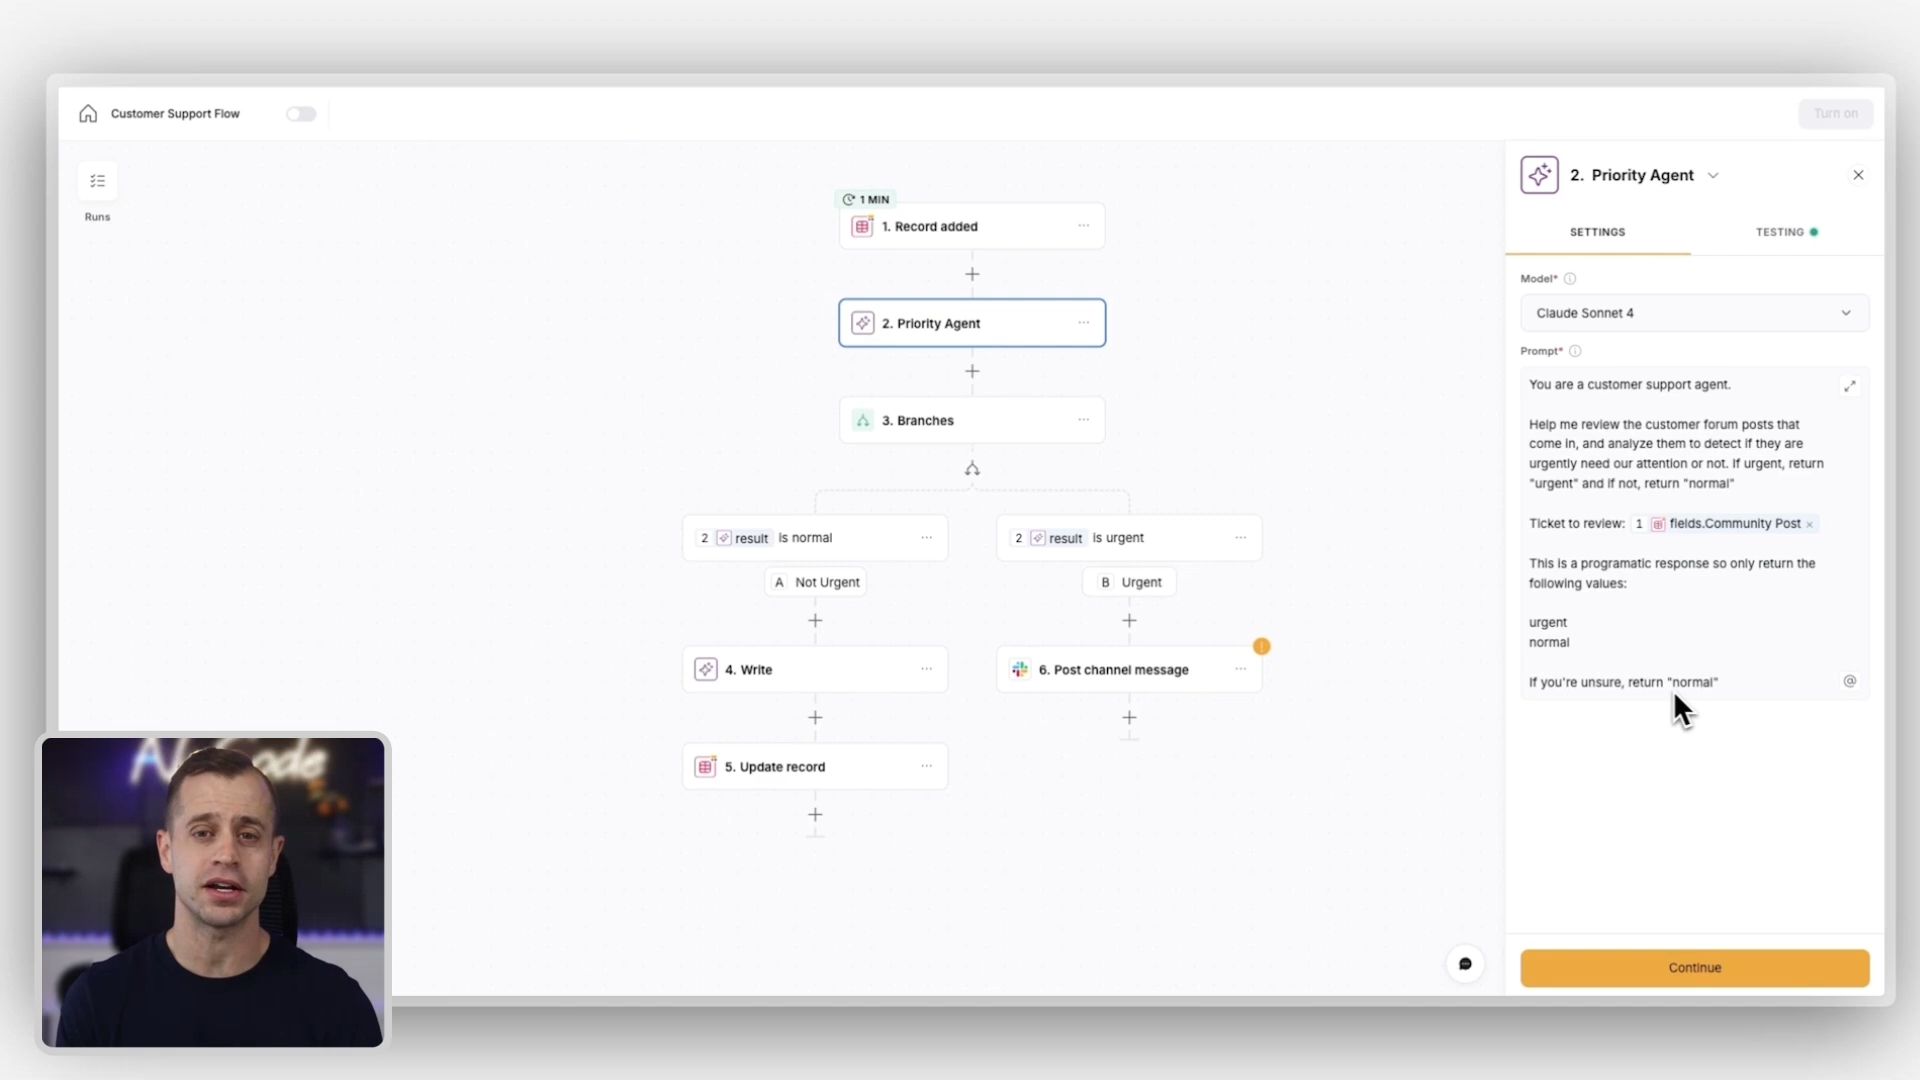 Customer Support Flow
Turn on
Runs
1 MIN
1. Record added
2. Priority Agent
3. Branches
2 result is normal
2 result is urgent
A Not Urgent
B Urgent
4. Write
6. Post channel message
5. Update record
2. Priority Agent
SETTINGS
TESTING
Model*
Claude Sonnet 4
Prompt*
You are a customer support agent.
Help me review the customer forum posts that
come in, and analyze them to detect if they are
urgently need our attention or not. If urgent, return
"urgent" and if not, return "normal"
Ticket to review: 1 fields.Community Post ×
This is a programatic response so only return the
following values:
urgent
normal
If you're unsure, return "normal"
@
Continue